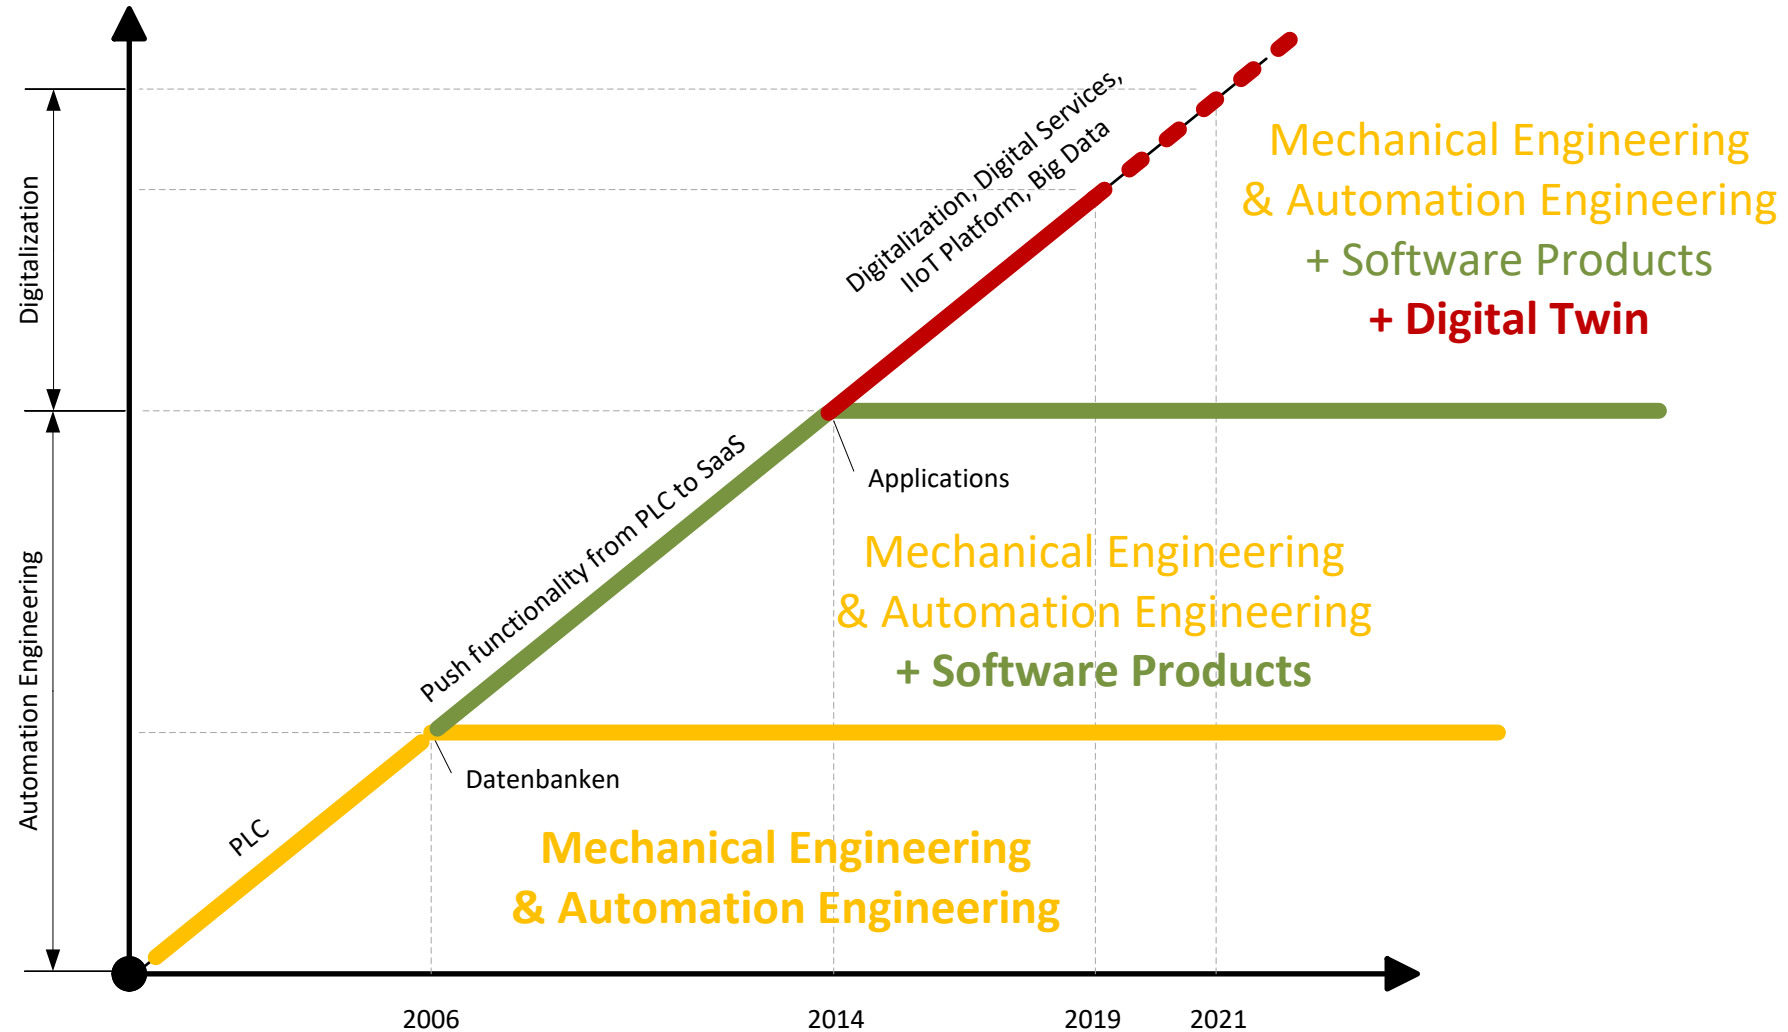 Digitalization
Automation Engineering
Digitalization, Digital Services,
IIoT Platform, Big Data
Mechanical Engineering
& Automation Engineering
+ Software Products
+ Digital Twin
Push functionality from PLC to SaaS
Applications
Mechanical Engineering
& Automation Engineering
+ Software Products
PLC
Datenbanken
Mechanical Engineering
& Automation Engineering
2006
2014
2019
2021